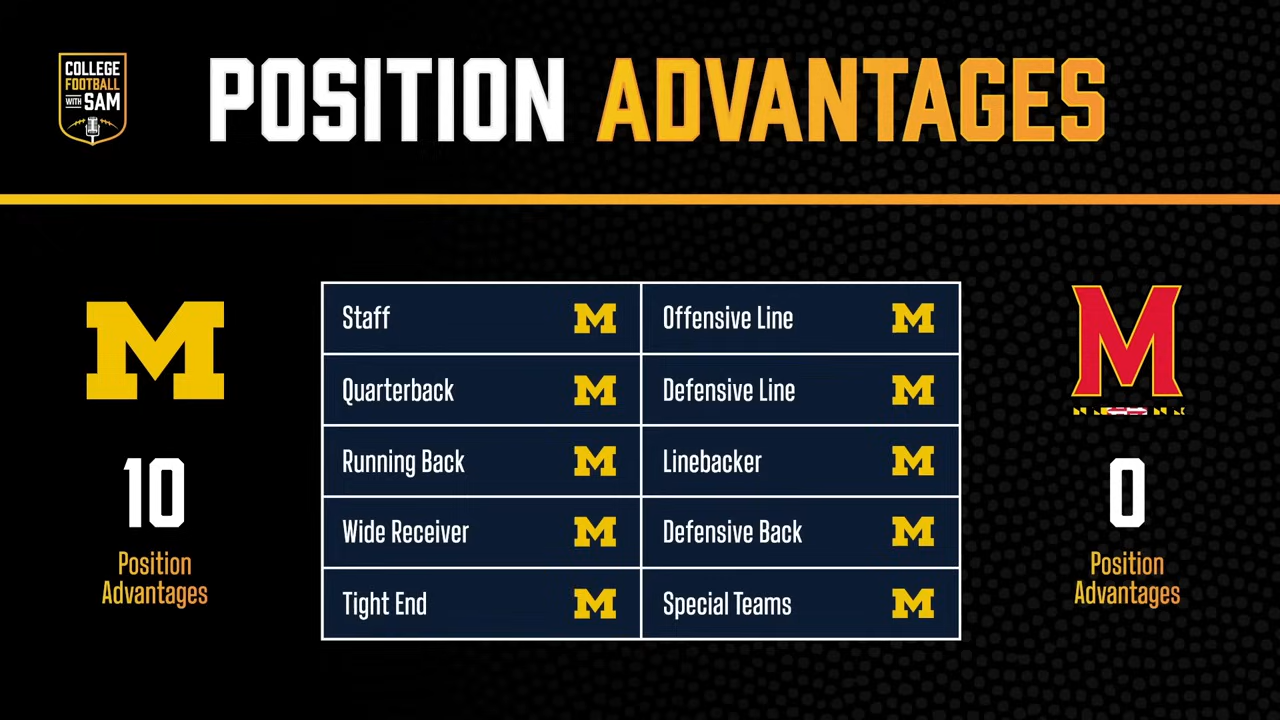 COLLEGE
FOOTBALL
WITH SAM
POSITION ADVANTAGES
M
10
Position
Advantages
Staff M
Quarterback M
Running Back M
Wide Receiver M
Tight End M
Offensive Line M
Defensive Line M
Linebacker M
Defensive Back M
Special Teams M
M
0
Position
Advantages